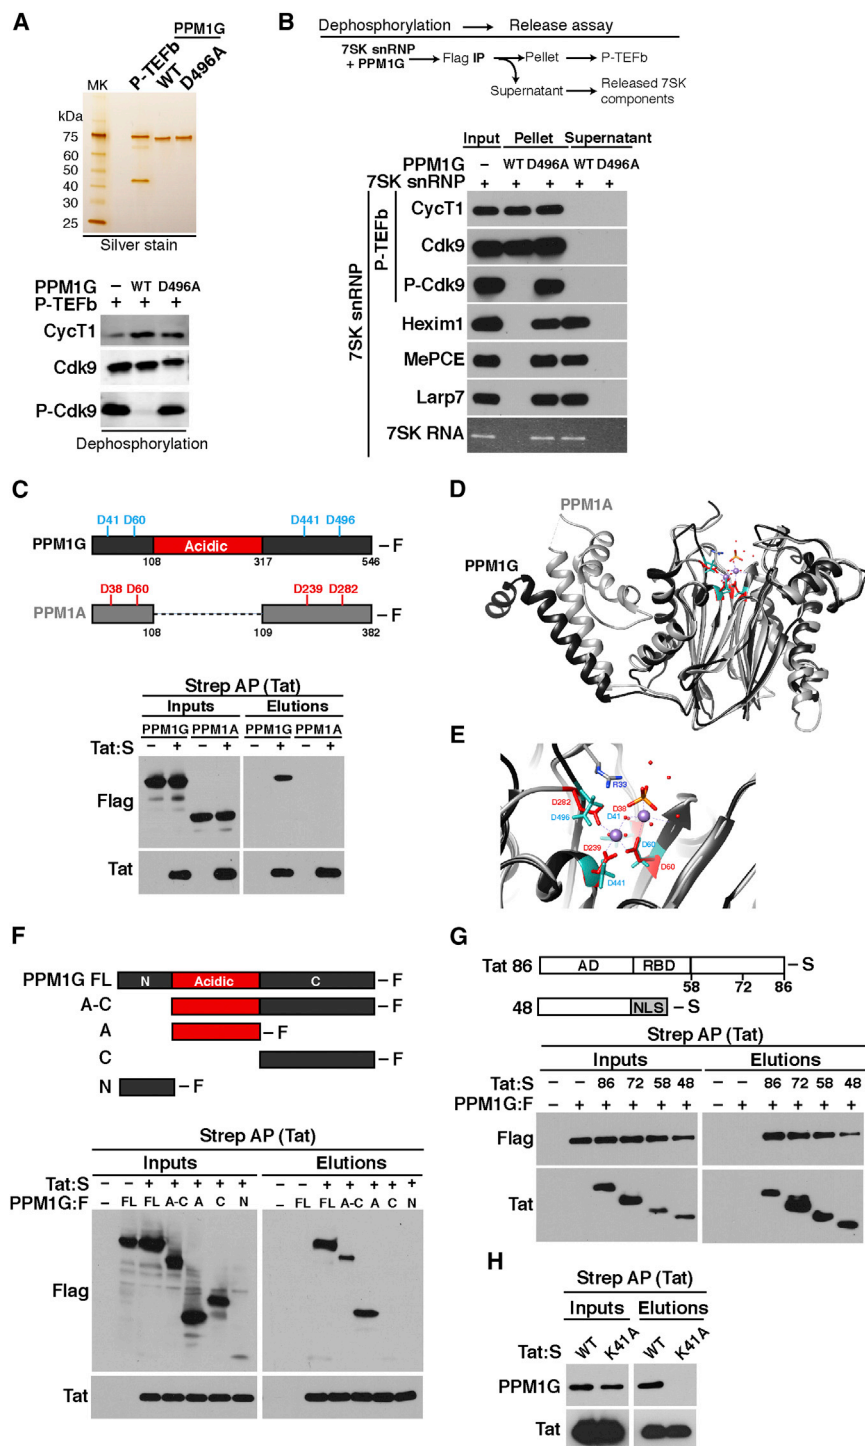 A
PPM1G
P-TEFb WT D496A
MK
kDa
75
60
50
40
30
25
Silver stain
PPM1G – WT D496A
P-TEFb + + +
CycT1
Cdk9
P-Cdk9
Dephosphorylation
B
Dephosphorylation Release assay
7SK snRNP + PPM1G Flag IP Pellet P-TEFb
Supernatant Released 7SK components
Input Pellet Supernatant
PPM1G – WT D496A WT D496A
7SK snRNP + + + + +
7SK snRNP
P-TEFb
CycT1
Cdk9
P-Cdk9
Hexim1
MePCE
Larp7
7SK RNA
C
D41 D60 D441 D496
PPM1G Acidic – F
108 317 546
D38 D60 D239 D282
PPM1A – F
108 109 382
Strep AP (Tat)
Inputs Elutions
PPM1G PPM1A PPM1G PPM1A
Tat:S – + – + – + – +
Flag
Tat
D
PPM1A
PPM1G
E
R33
D282
D496
D38
D41
D239
D441
D60
D60
F
PPM1G FL N Acidic C – F
A-C – F
A – F
C – F
N – F
Strep AP (Tat)
Inputs Elutions
Tat:S – – + + + + + – – + + + + +
PPM1G:F – FL FL A-C A C N – FL FL A-C A C N
Flag
Tat
G
Tat 86 AD RBD – S
58 72 86
48 NLS – S
Strep AP (Tat)
Inputs Elutions
Tat:S – – 86 72 58 48 – – 86 72 58 48
PPM1G:F – + + + + + – + + + + +
Flag
Tat
H
Strep AP (Tat)
Inputs Elutions
Tat:S WT K41A WT K41A
PPM1G
Tat